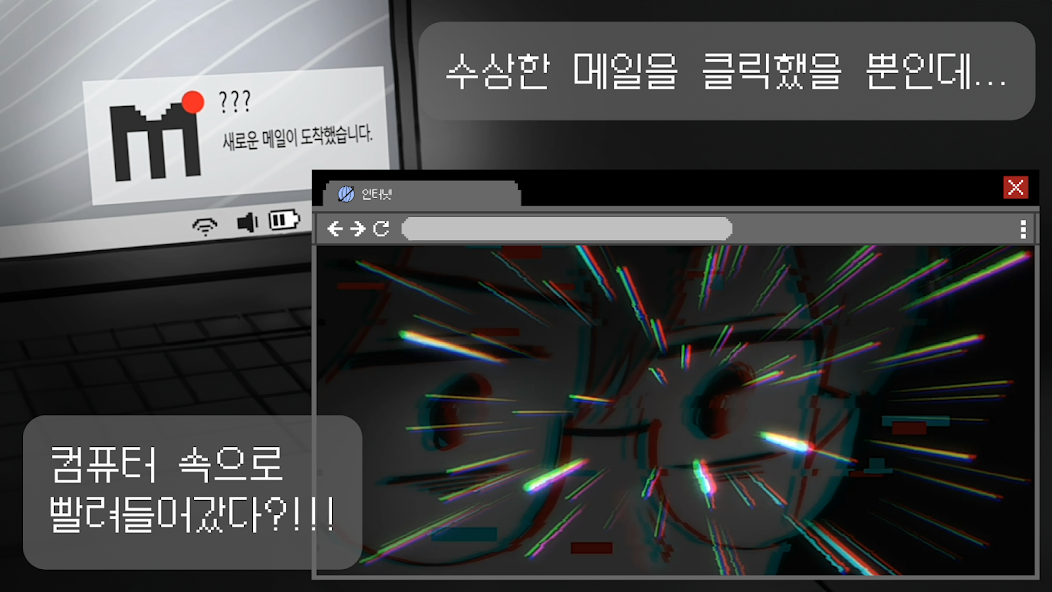 수상한 메일을 클릭했을 뿐인데...
???
새로운 메일이 도착했습니다.
인터넷
컴퓨터 속으로
빨려들어갔다?!!!